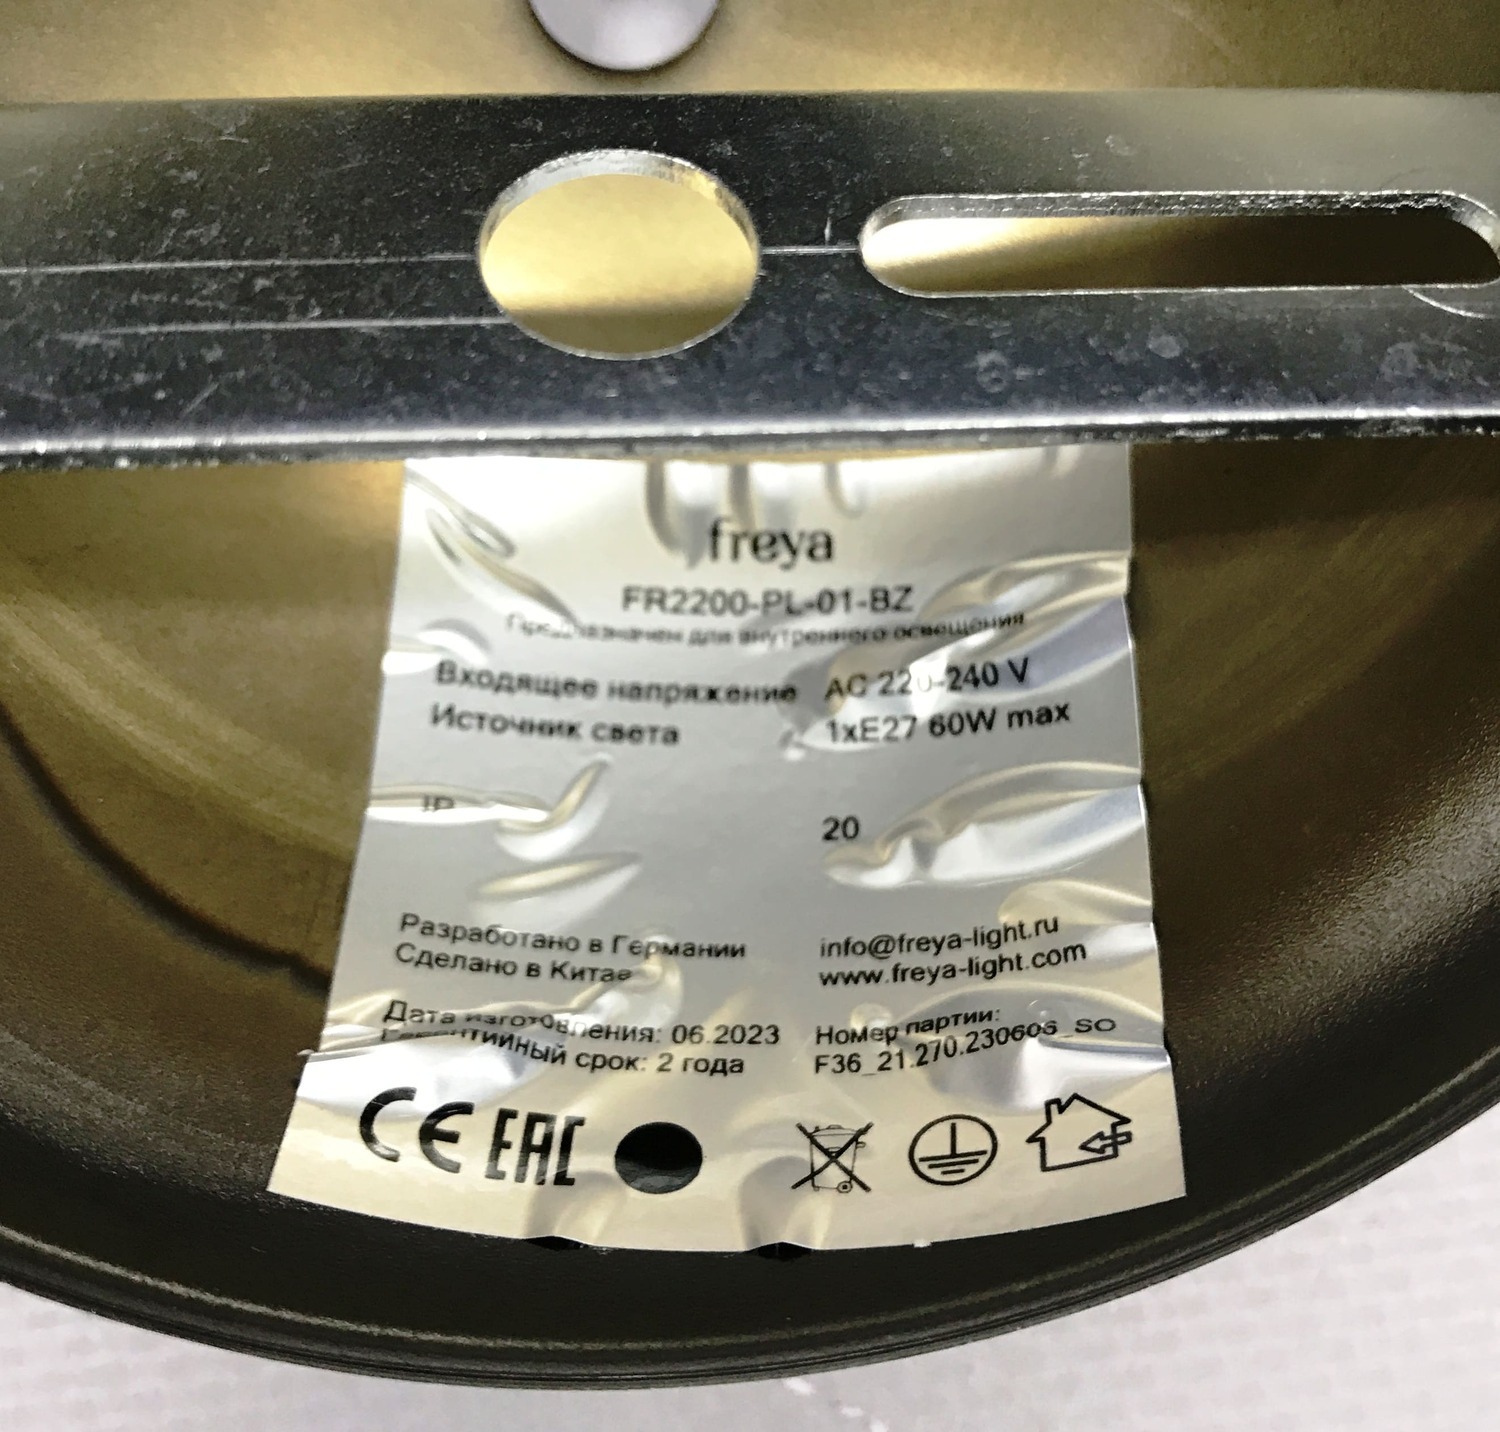 freya
FR2200-PL-01-BZ
Предназначен для внутреннего освещения
Входящее напряжение AC 220-240 V
Источник света 1xE27 60W max
IP 20
Разработано в Германии info@freya-light.ru
Сделано в Китае www.freya-light.com
Дата изготовления: 06.2023 Номер партии:
Гарантийный срок: 2 года F36_21.270.230606_SO
CE EAC